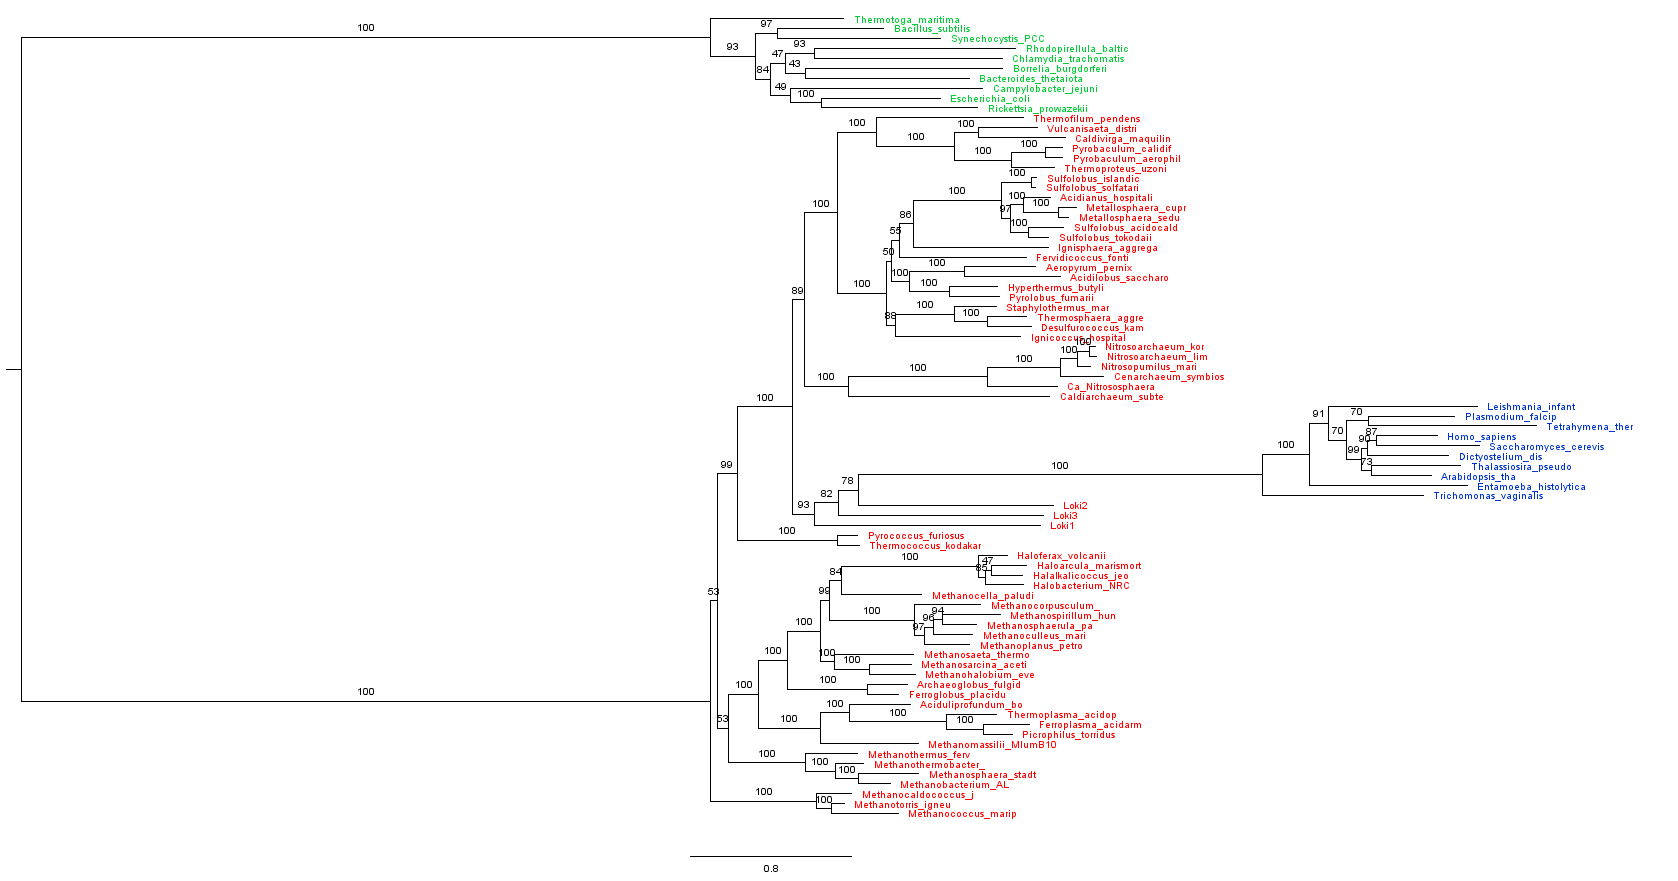 Thermotoga_maritima
97
Bacillus_subtilis
100
Synechocystis_PCC
93
93
Rhodopirellula_baltic
47
Chlamydia_trachomatis
84
43
Borrelia_burgdorferi
Bacteroides_thetaiota
49
Campylobacter_jejuni
100
Escherichia_coli
Rickettsia_prowazekii
100
Thermofilum_pendens
100
100
Vulcanisaeta_distri
Caldivirga_maquilin
100
100
Pyrobaculum_calidif
Pyrobaculum_aerophil
Thermoproteus_uzoni
100
Sulfolobus_islandic
100
Sulfolobus_solfatari
100
100
Acidianus_hospitali
100
97
Metallosphaera_cupr
86
Metallosphaera_sedu
100
Sulfolobus_acidocald
55
Sulfolobus_tokodaii
50
Ignisphaera_aggrega
Fervidicoccus_fonti
100
Aeropyrum_pernix
100
Acidilobus_saccharo
100
100
Hyperthermus_butyli
89
Pyrolobus_fumarii
100
Staphylothermus_mar
88
100
Thermosphaera_aggre
Desulfurococcus_kam
Ignicoccus_hospital
100
Nitrosoarchaeum_kor
100
Nitrosoarchaeum_lim
100
100
Nitrosopumilus_mari
100
Cenarchaeum_symbios
Ca_Nitrososphaera
100
Caldiarchaeum_subte
91
Leishmania_infant
70
Plasmodium_falcip
70
Tetrahymena_ther
87
90
Homo_sapiens
100
99
Saccharomyces_cerevis
Dictyostelium_dis
99
100
73
Thalassiosira_pseudo
78
Arabidopsis_tha
Entamoeba_histolytica
82
Trichomonas_vaginalis
93
Loki2
Loki3
Loki1
100
Pyrococcus_furiosus
Thermococcus_kodakar
100
Haloferax_volcanii
47
85
Haloarcula_marismort
84
Halalkalicoccus_jeo
Halobacterium_NRC
53
99
Methanocella_paludi
100
94
Methanocorpusculum_
96
Methanospirillum_hun
100
97
Methanosphaerula_pa
Methanoculleus_mari
Methanoplanus_petro
100
100
100
Methanosaeta_thermo
Methanosarcina_aceti
Methanohalobium_eve
100
100
Archaeoglobus_fulgid
100
Ferroglobus_placidu
53
100
100
Aciduliprofundum_bo
100
100
Thermoplasma_acidop
Ferroplasma_acidarm
Picrophilus_torridus
Methanomassilii_MlumB10
100
Methanothermus_ferv
100
Methanothermobacter_
100
Methanosphaera_stadt
Methanobacterium_AL
100
100
Methanocaldococcus_j
Methanotorris_igneu
Methanococcus_marip
0.8